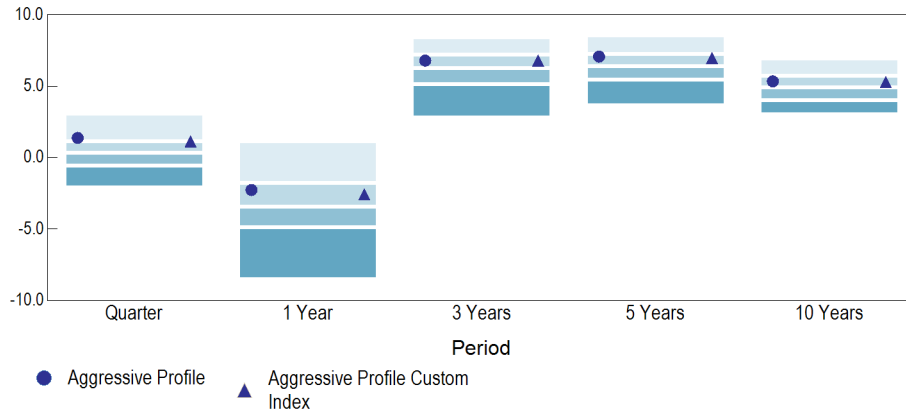 10.0
5.0
0.0
-5.0
-10.0
Quarter
1 Year
3 Years
5 Years
10 Years
Period
Aggressive Profile
Aggressive Profile Custom
Index